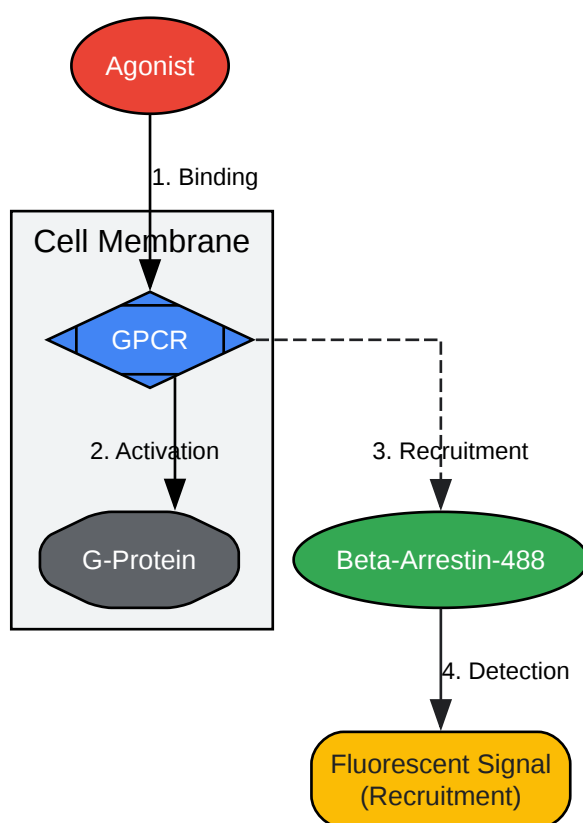 Agonist
1. Binding
Cell Membrane
GPCR
2. Activation
3. Recruitment
G-Protein
Beta-Arrestin-488
4. Detection
Fluorescent Signal
(Recruitment)